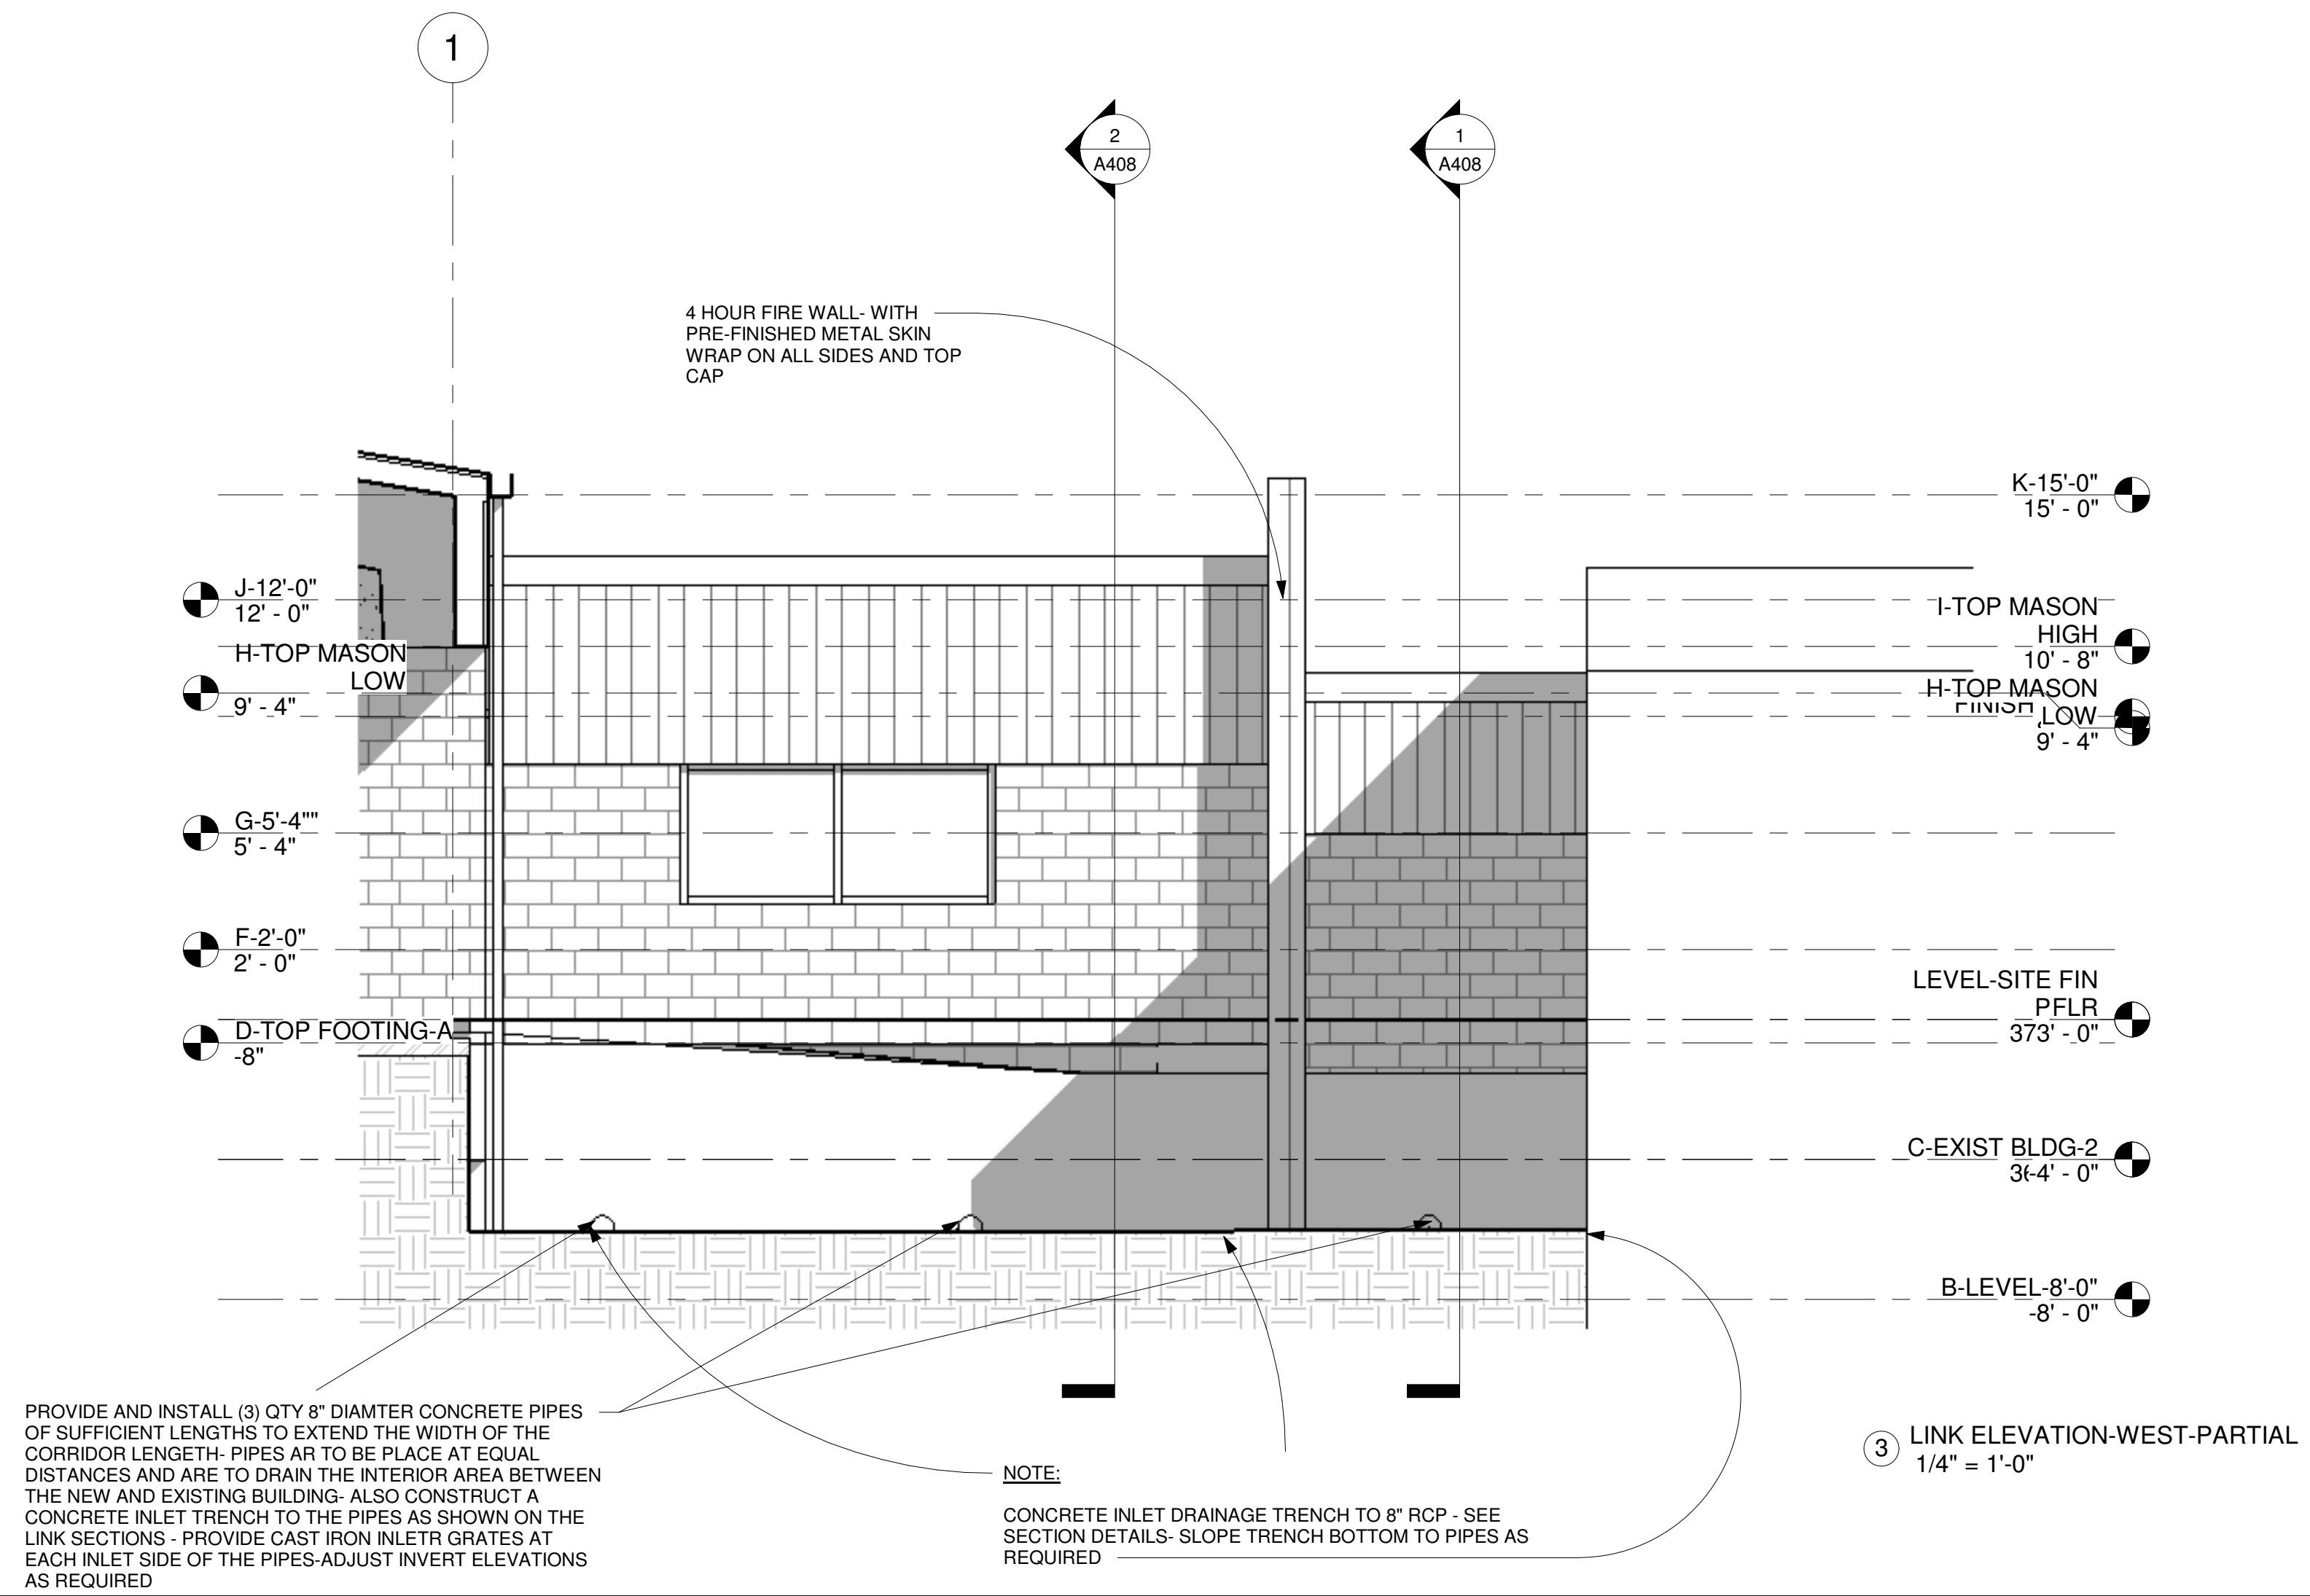 1
2
A408
1
A408
4 HOUR FIRE WALL- WITH
PRE-FINISHED METAL SKIN
WRAP ON ALL SIDES AND TOP
CAP
K-15'-0"
15' - 0"
J-12'-0"
12' - 0"
I-TOP MASON
HIGH
10' - 8"
H-TOP MASON
LOW
9' - 4"
H-TOP MASON
FINISH
LOW
9' - 4"
G-5'-4""
5' - 4"
F-2'-0"
2' - 0"
LEVEL-SITE FIN
FLR
373' - 0"
D-TOP FOOTING-A
-8"
C-EXIST BLDG-2
-4' - 0"
B-LEVEL-8'-0"
-8' - 0"
PROVIDE AND INSTALL (3) QTY 8" DIAMTER CONCRETE PIPES
OF SUFFICIENT LENGTHS TO EXTEND THE WIDTH OF THE
CORRIDOR LENGETH- PIPES AR TO BE PLACE AT EQUAL
DISTANCES AND ARE TO DRAIN THE INTERIOR AREA BETWEEN
THE NEW AND EXISTING BUILDING- ALSO CONSTRUCT A
CONCRETE INLET TRENCH TO THE PIPES AS SHOWN ON THE
LINK SECTIONS - PROVIDE CAST IRON INLETR GRATES AT
EACH INLET SIDE OF THE PIPES-ADJUST INVERT ELEVATIONS
AS REQUIRED
NOTE:
CONCRETE INLET DRAINAGE TRENCH TO 8" RCP - SEE
SECTION DETAILS- SLOPE TRENCH BOTTOM TO PIPES AS
REQUIRED
3
LINK ELEVATION-WEST-PARTIAL
1/4" = 1'-0"